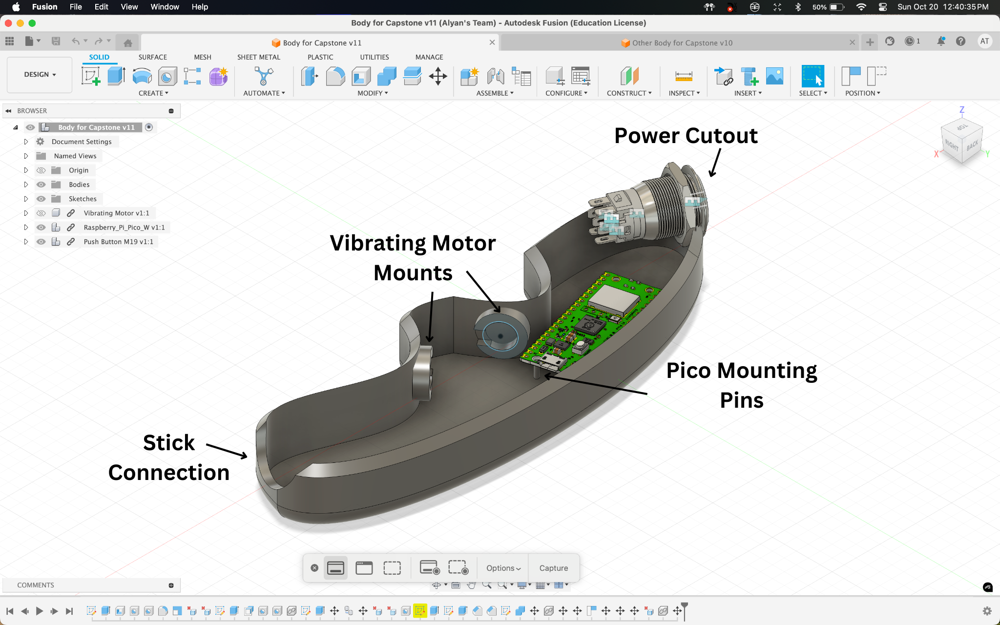 Fusion File Edit View Window Help 50% Sun Oct 20 12:40:35 PM
Body for Capstone v11 (Alyan's Team) - Autodesk Fusion (Education License)
Body for Capstone v11 Other Body for Capstone v10 1 AT
SOLID SURFACE MESH SHEET METAL PLASTIC UTILITIES MANAGE
DESIGN
CREATE AUTOMATE MODIFY ASSEMBLE CONFIGURE CONSTRUCT INSPECT INSERT SELECT POSITION
BROWSER
Body for Capstone v11
Document Settings
Named Views
Origin
Bodies
Sketches
Vibrating Motor v1:1
Raspberry_Pi_Pico_W v1:1
Push Button M19 v1:1
Z
TOP
RIGHT BACK
X Y
Power Cutout
Vibrating Motor
Mounts
Pico Mounting
Pins
Stick
Connection
Options Capture
COMMENTS